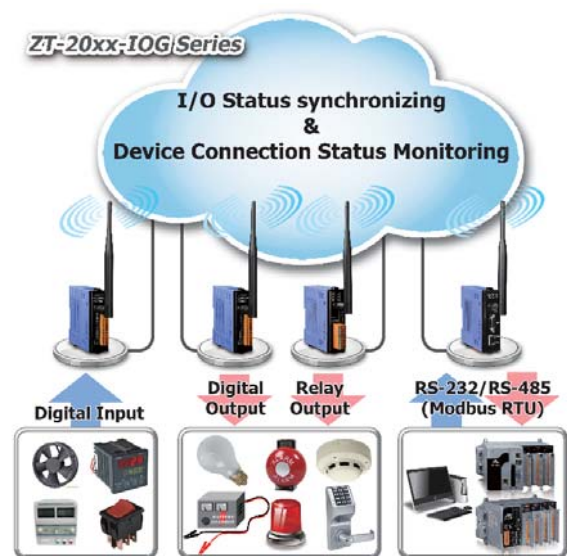 ZT-20xx-IOG Series
I/O Status synchronizing
&
Device Connection Status Monitoring
Digital Input
Digital
Output
Relay
Output
RS-232/RS-485
(Modbus RTU)